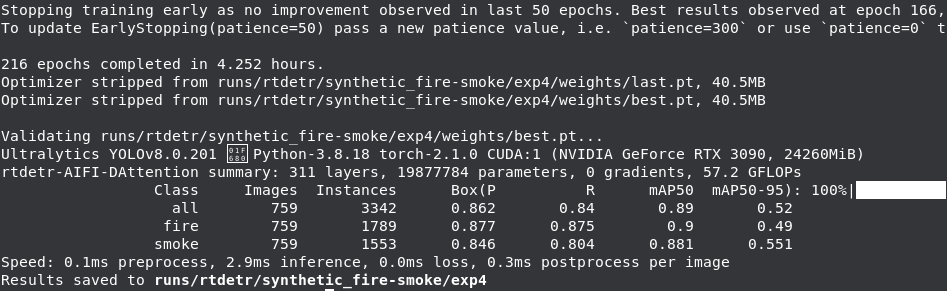 Stopping training early as no improvement observed in last 50 epochs. Best results observed at epoch 166,
To update EarlyStopping(patience=50) pass a new patience value, i.e. `patience=300` or use `patience=0` t
216 epochs completed in 4.252 hours.
Optimizer stripped from runs/rtdetr/synthetic_fire-smoke/exp4/weights/last.pt, 40.5MB
Optimizer stripped from runs/rtdetr/synthetic_fire-smoke/exp4/weights/best.pt, 40.5MB
Validating runs/rtdetr/synthetic_fire-smoke/exp4/weights/best.pt...
Ultralytics YOLOv8.0.201 🚀 Python-3.8.18 torch-2.1.0 CUDA:1 (NVIDIA GeForce RTX 3090, 24260MiB)
rtdetr-AIFI-DAttention summary: 311 layers, 19877784 parameters, 0 gradients, 57.2 GFLOPs
Class Images Instances Box(P R mAP50 mAP50-95): 100%|
all 759 3342 0.862 0.84 0.89 0.52
fire 759 1789 0.877 0.875 0.9 0.49
smoke 759 1553 0.846 0.804 0.881 0.551
Speed: 0.1ms preprocess, 2.9ms inference, 0.0ms loss, 0.3ms postprocess per image
Results saved to runs/rtdetr/synthetic_fire-smoke/exp4